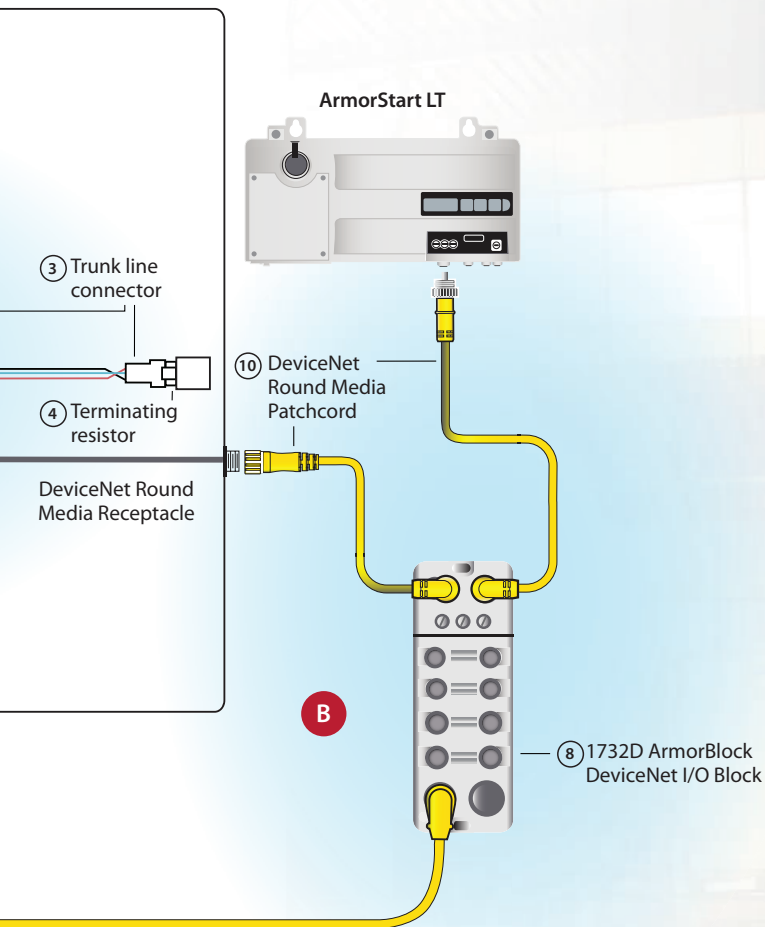 ArmorStart LT
3 Trunk line
connector
10 DeviceNet
Round Media
Patchcord
4 Terminating
resistor
DeviceNet Round
Media Receptacle
B
8 1732D ArmorBlock
DeviceNet I/O Block